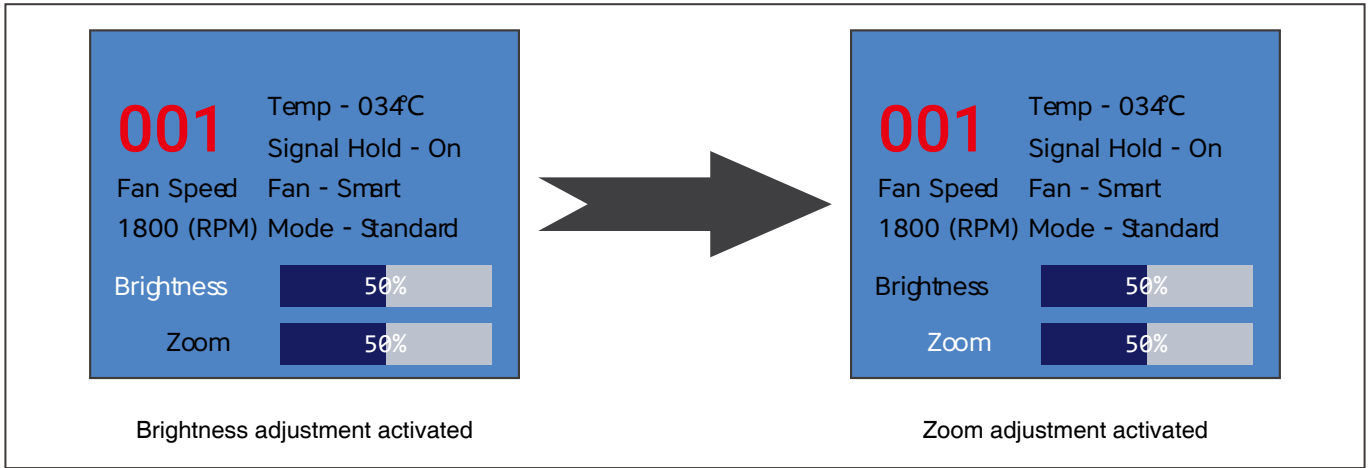 001
Temp - 034℃
Signal Hold - On
Fan Speed
Fan - Smart
1800 (RPM)
Mode - Standard
Brightness
50%
Zoom
50%
Brightness adjustment activated
001
Temp - 034℃
Signal Hold - On
Fan Speed
Fan - Smart
1800 (RPM)
Mode - Standard
Brightness
50%
Zoom
50%
Zoom adjustment activated